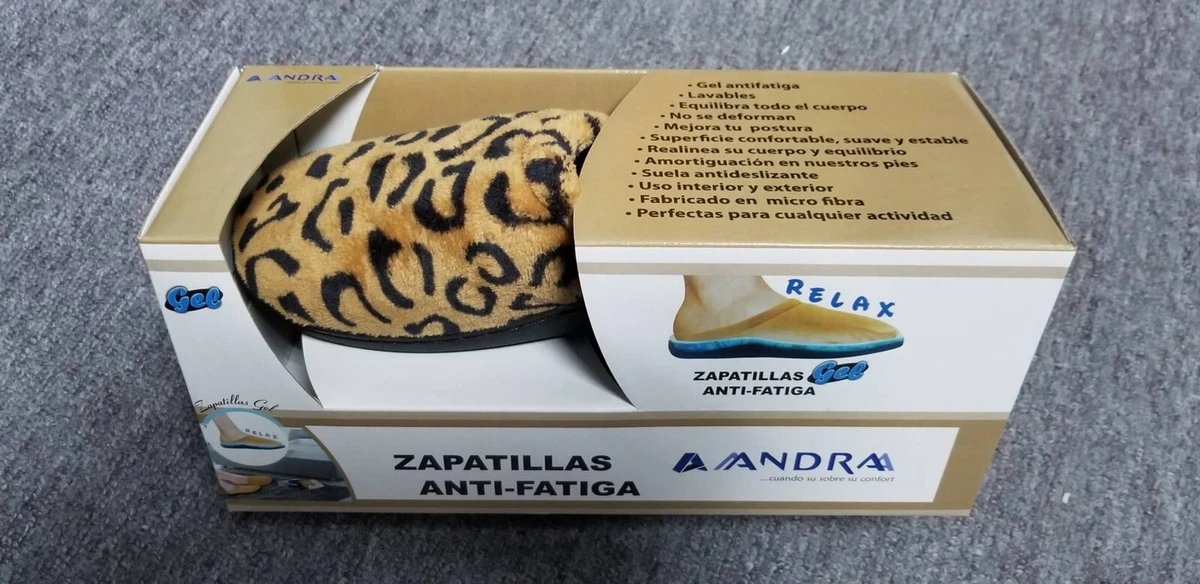 ANDRA
• Gel antifatiga
• Lavables
• Equilibra todo el cuerpo
• No se deforman
• Mejora tu postura
• Superficie confortable, suave y estable
• Realinea su cuerpo y equilibrio
• Amortiguación en nuestros pies
• Suela antideslizante
• Uso interior y exterior
• Fabricado en micro fibra
• Perfectas para cualquier actividad
Gel
RELAX
ZAPATILLAS Gel
ANTI-FATIGA
Zapatillas Gel
RELAX
ZAPATILLAS
ANTI-FATIGA
ANDRA
...cuando su sobre su confort